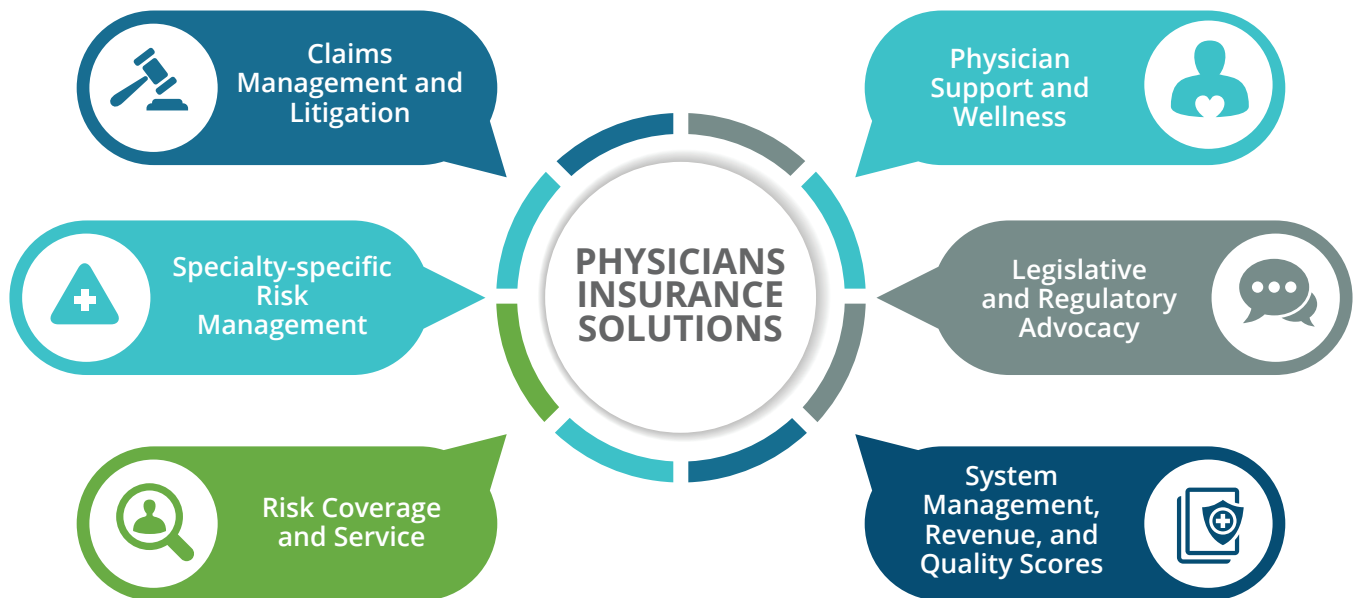 Claims
Management and
Litigation
Specialty-specific
Risk
Management
Risk Coverage
and Service
PHYSICIANS
INSURANCE
SOLUTIONS
Physician
Support and
Wellness
Legislative
and Regulatory
Advocacy
System
Management,
Revenue, and
Quality Scores